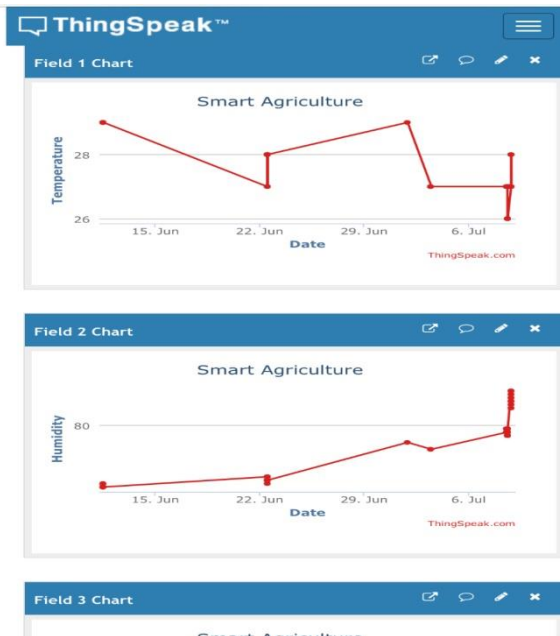 ThingSpeak™
Field 1 Chart
Smart Agriculture
Temperature
28
26
15. Jun 22. Jun 29. Jun 6. Jul
Date
ThingSpeak.com
Field 2 Chart
Smart Agriculture
Humidity
80
15. Jun 22. Jun 29. Jun 6. Jul
Date
ThingSpeak.com
Field 3 Chart
Smart Agriculture